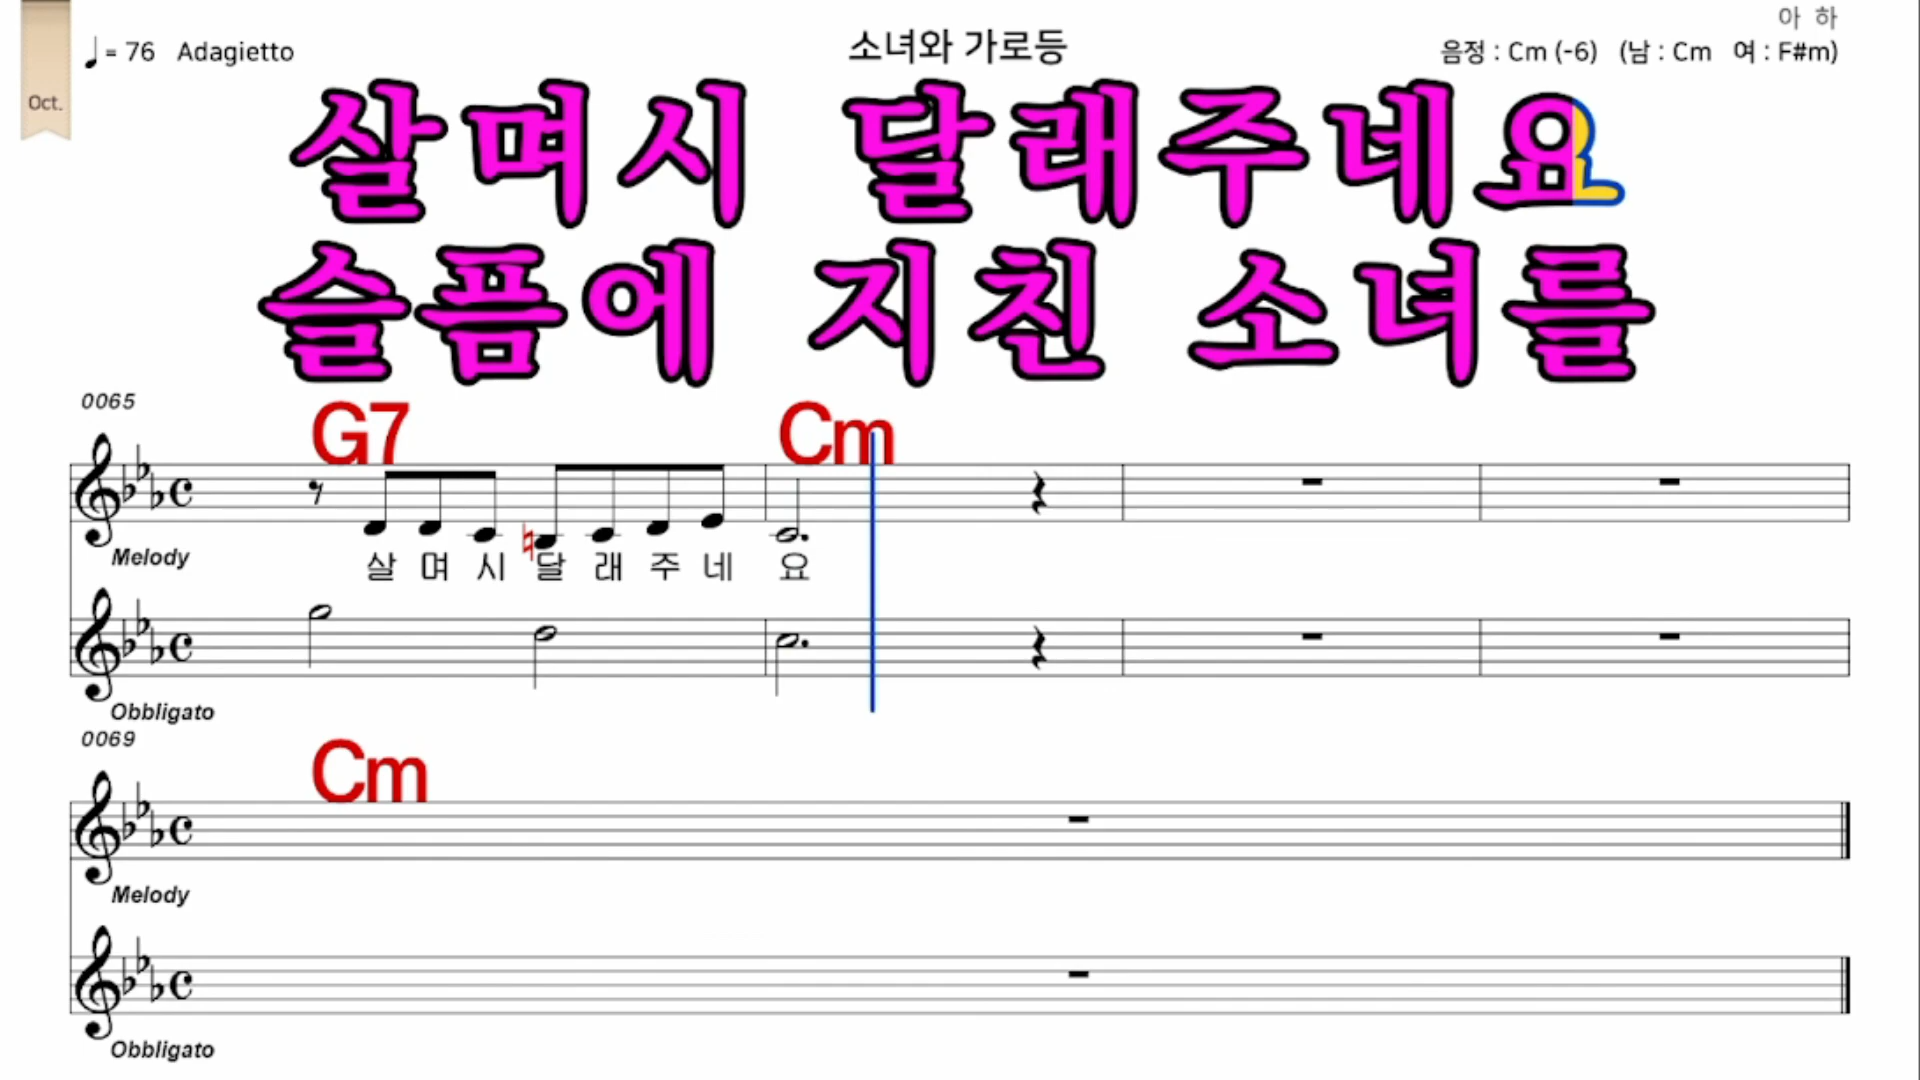 아 하
♩= 76 Adagietto 소녀와 가로등 음정 : Cm (-6) (남 : Cm 여 : F#m)
Oct.
살며시 달래주네요
슬픔에 지친 소녀를
0065
G7 Cm
Melody
살 며 시 달 래 주 네 요
Obbligato
0069
Cm
Melody
Obbligato